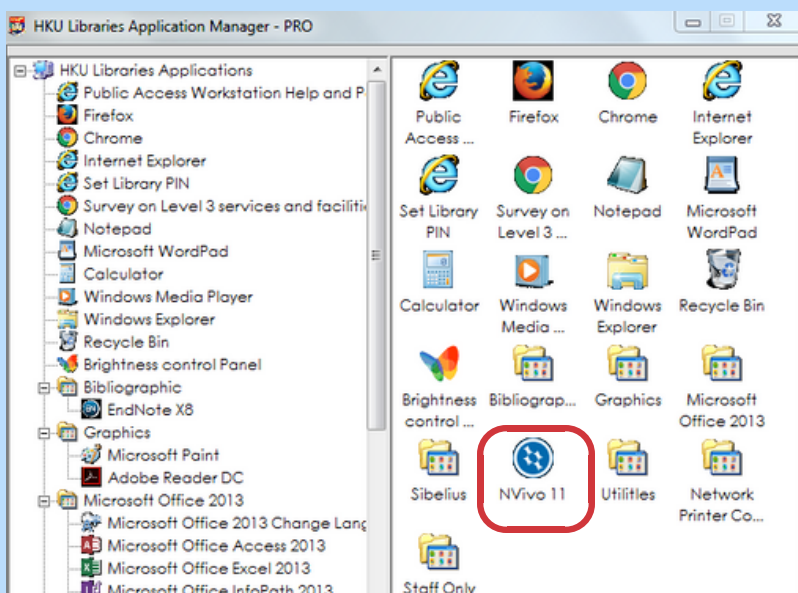 HKU Libraries Application Manager - PRO
HKU Libraries Applications
Public Access Workstation Help and P
Firefox
Chrome
Internet Explorer
Set Library PIN
Survey on Level 3 services and faciliti
Notepad
Microsoft WordPad
Calculator
Windows Media Player
Windows Explorer
Recycle Bin
Brightness control Panel
Bibliographic
EndNote X8
Graphics
Microsoft Paint
Adobe Reader DC
Microsoft Office 2013
Microsoft Office 2013 Change Lang
Microsoft Office Access 2013
Microsoft Office Excel 2013
Microsoft Office InfoPath 2013
Public
Access ...
Firefox
Chrome
Internet
Explorer
Set Library
PIN
Survey on
Level 3 ...
Notepad
Microsoft
WordPad
Calculator
Windows
Media ...
Windows
Explorer
Recycle Bin
Brightness
control ...
Bibliograp...
Graphics
Microsoft
Office 2013
Sibelius
NVivo 11
Utilities
Network
Printer Co...
Staff Only